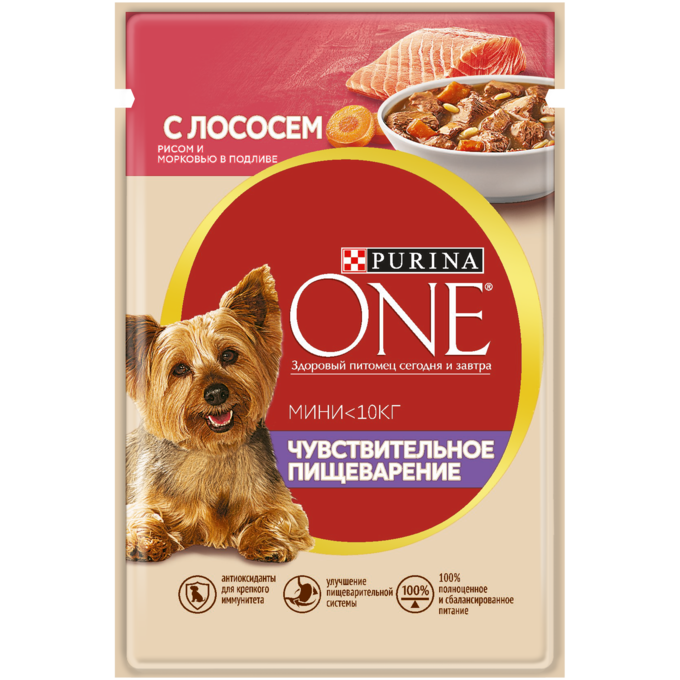 С ЛОСОСЕМ
РИСОМ И
МОРКОВЬЮ В ПОДЛИВЕ
PURINA
ONE®
Здоровый питомец сегодня и завтра
МИНИ<10КГ
ЧУВСТВИТЕЛЬНОЕ
ПИЩЕВАРЕНИЕ
антиоксиданты
для крепкого
иммунитета
улучшение
пищеварительной
системы
100%
100%
полноценное
и сбалансированное
питание